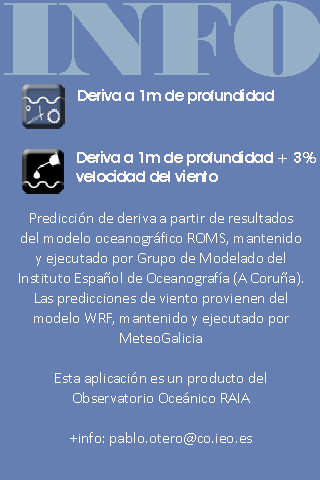 INFO
Deriva a 1m de profundidad
Deriva a 1m de profundidad + 3%
velocidad del viento
Predicción de deriva a partir de resultados
del modelo oceanográfico ROMS, mantenido
y ejecutado por Grupo de Modelado del
Instituto Español de Oceanografía (A Coruña).
Las predicciones de viento provienen del
modelo WRF, mantenido y ejecutado por
MeteoGalicia
Esta aplicación es un producto del
Observatorio Oceánico RAIA
+info: pablo.otero@co.ieo.es